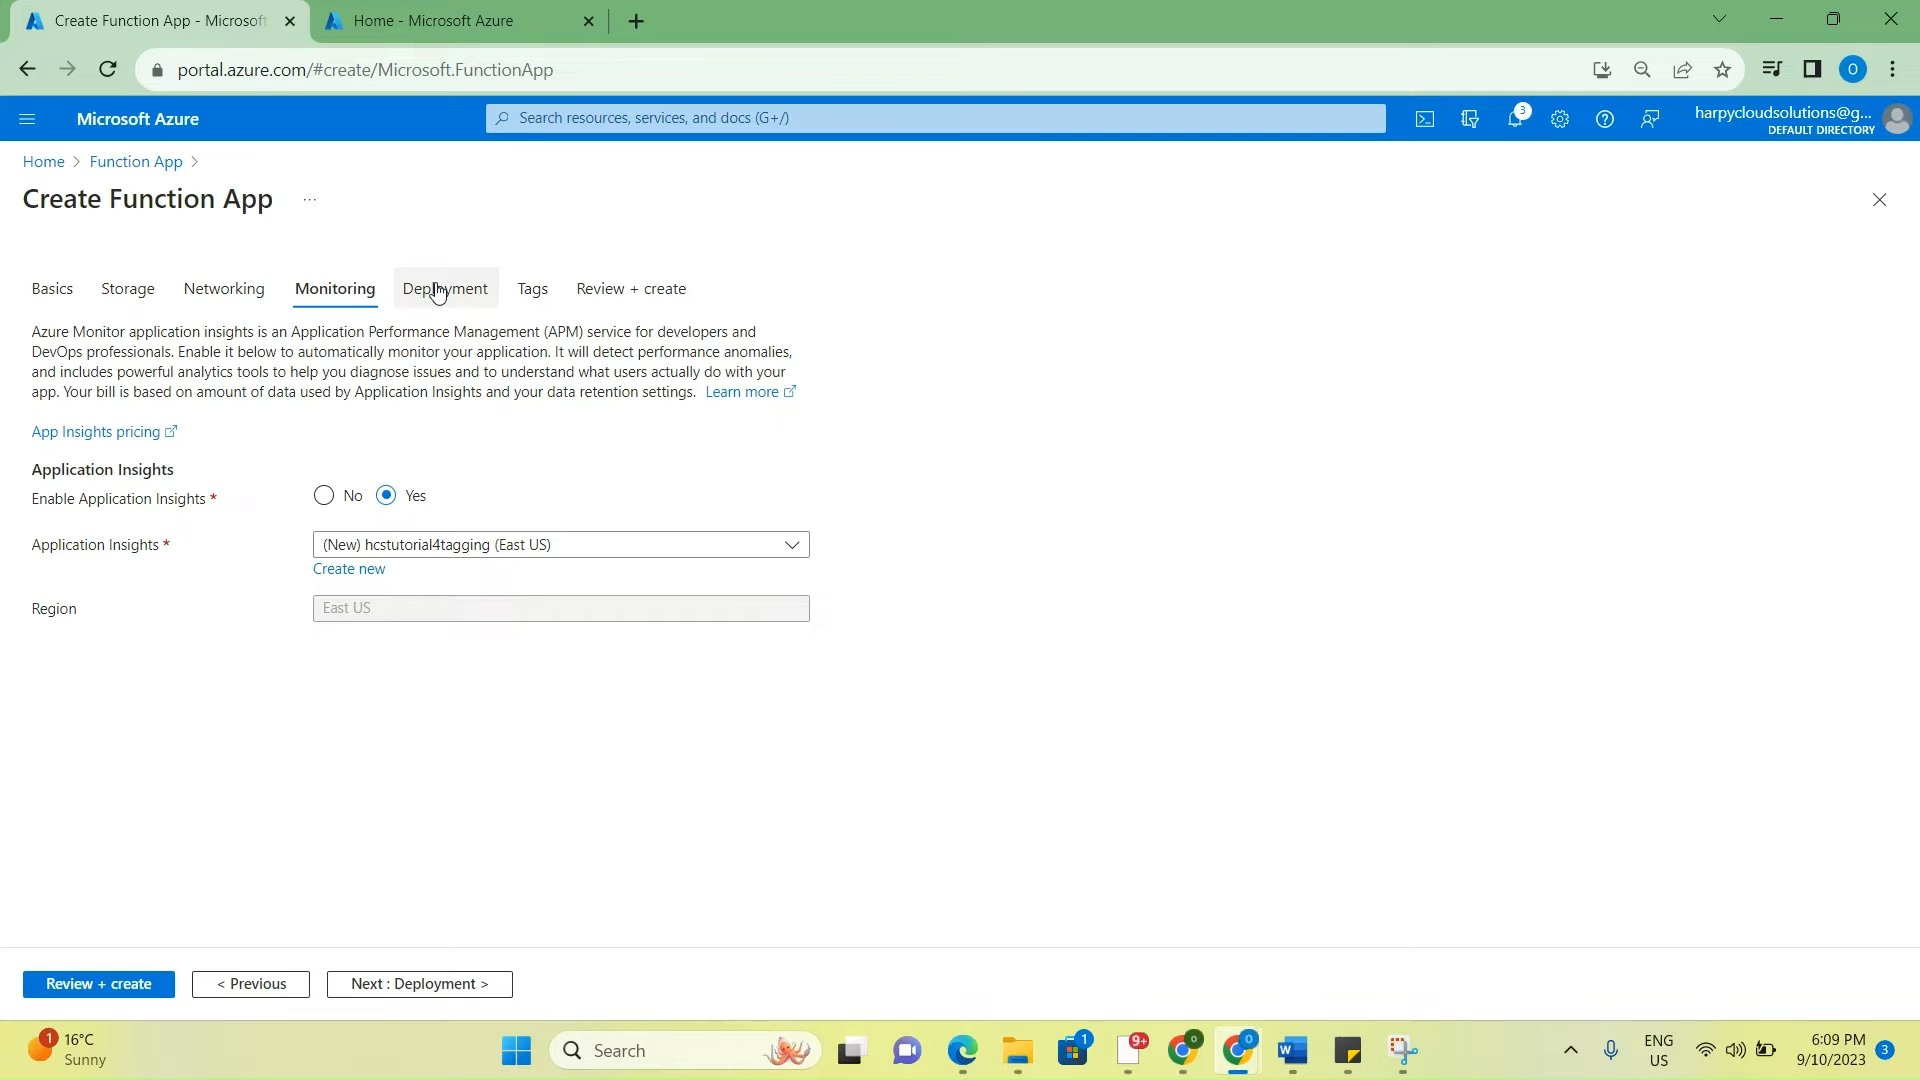 Create Function App - Microsoft
Home - Microsoft Azure
portal.azure.com/#create/Microsoft.FunctionApp
O
Microsoft Azure
Search resources, services, and docs (G+/)
3
harpycloudsolutions@g...
DEFAULT DIRECTORY
Home > Function App >
Create Function App ...
Basics Storage Networking Monitoring Deployment Tags Review + create
Azure Monitor application insights is an Application Performance Management (APM) service for developers and
DevOps professionals. Enable it below to automatically monitor your application. It will detect performance anomalies,
and includes powerful analytics tools to help you diagnose issues and to understand what users actually do with your
app. Your bill is based on amount of data used by Application Insights and your data retention settings. Learn more
App Insights pricing
Application Insights
Enable Application Insights *
No Yes
Application Insights *
(New) hcstutorial4tagging (East US)
Create new
Region
East US
Review + create
< Previous
Next : Deployment >
1
16°C
Sunny
Search
1
9+
ENG
US
6:09 PM
9/10/2023
3